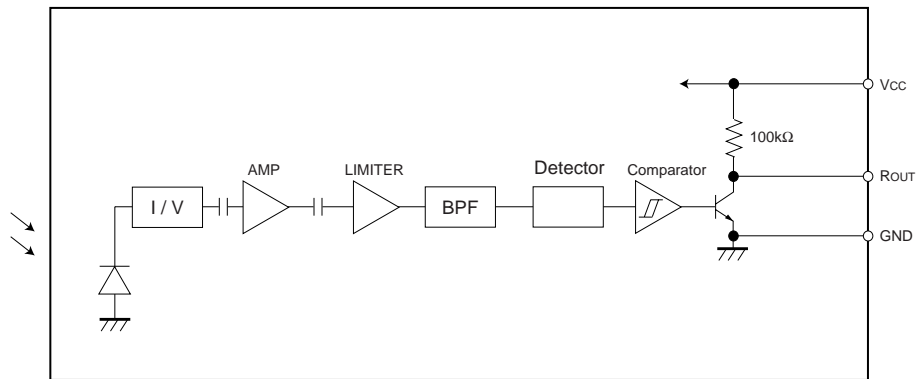 VCC
100kΩ
AMP
LIMITER
Detector
Comparator
ROUT
I / V
BPF
GND